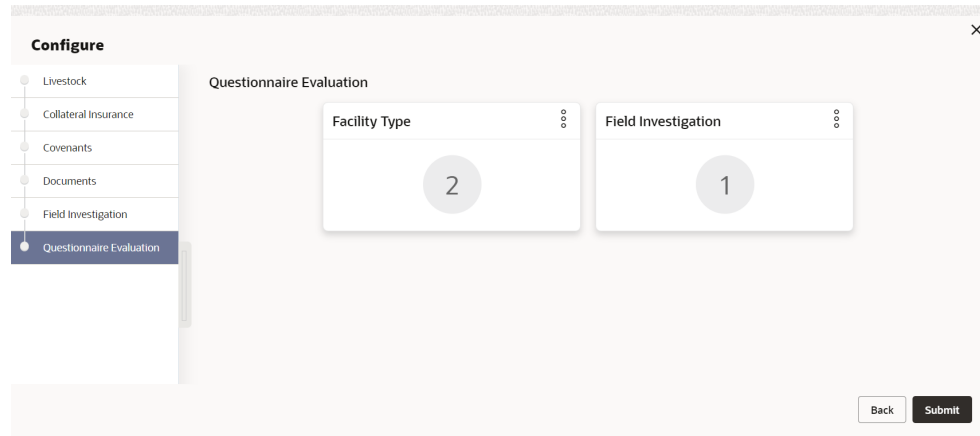 Configure
Livestock
Collateral Insurance
Covenants
Documents
Field Investigation
Questionnaire Evaluation
Questionnaire Evaluation
Facility Type
2
Field Investigation
1
Back
Submit